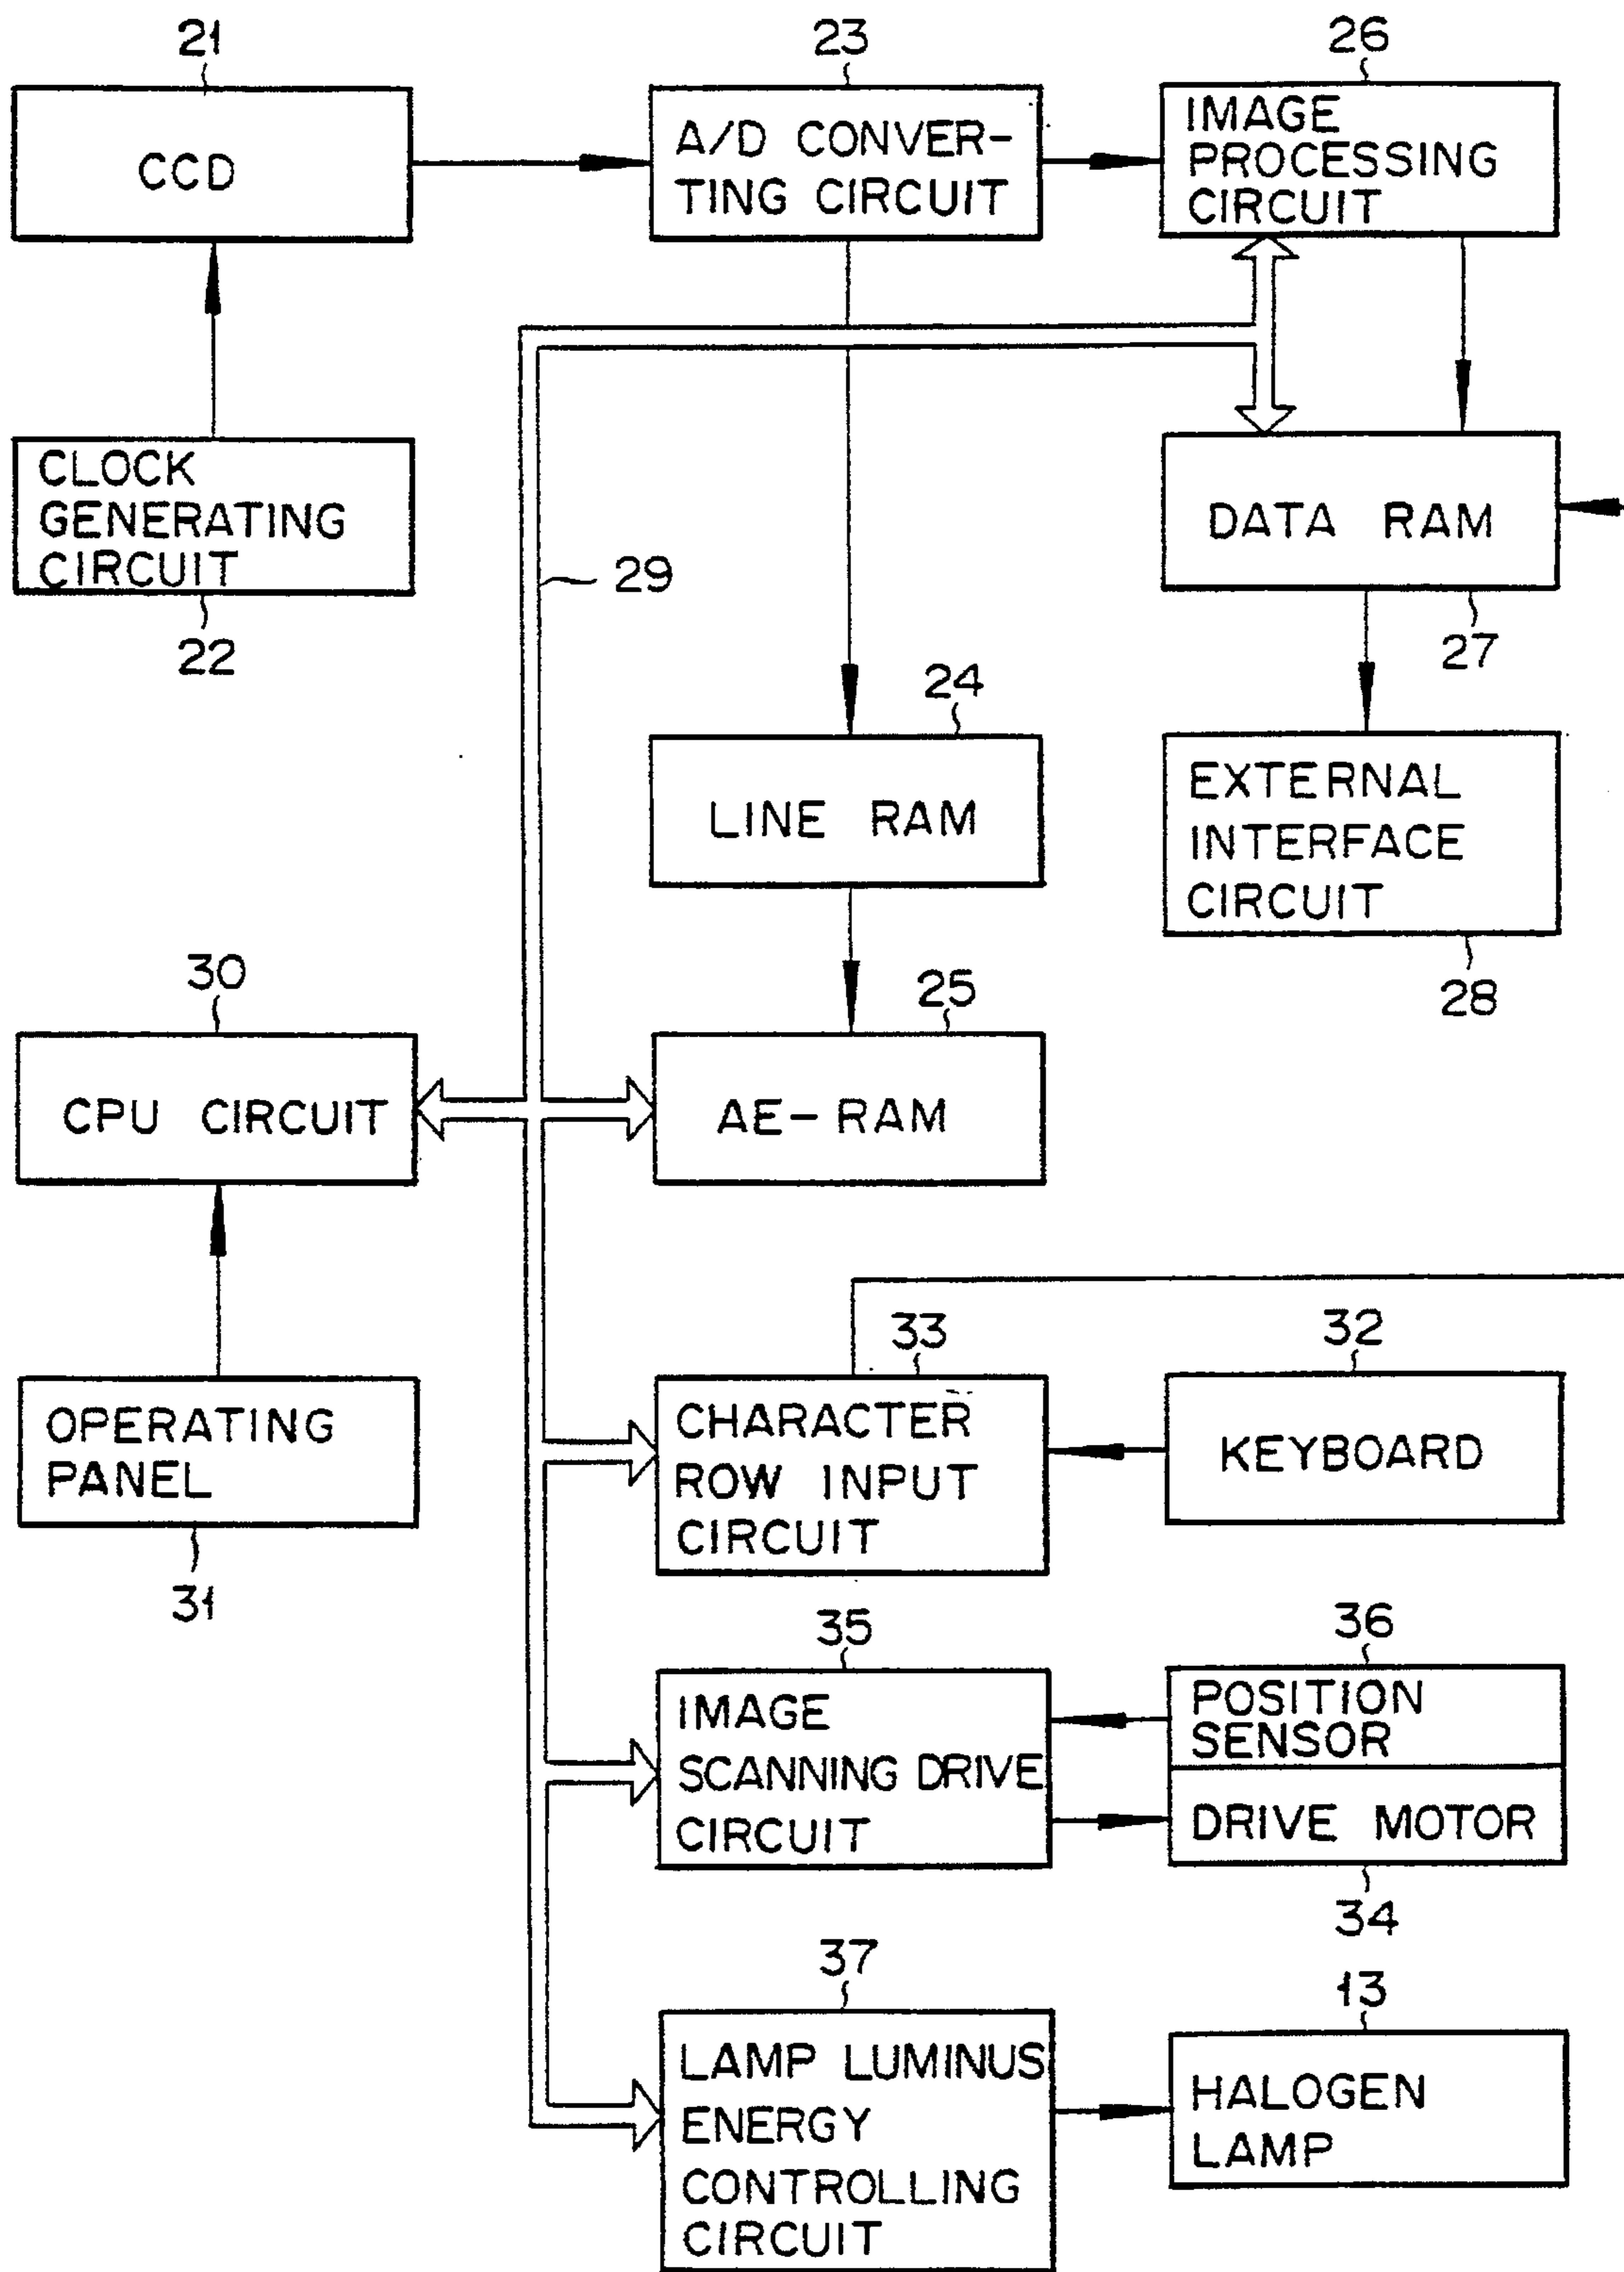 21
CCD
23
A/D CONVER-
TING CIRCUIT
26
IMAGE
PROCESSING
CIRCUIT
CLOCK
GENERATING
CIRCUIT
22
29
DATA RAM
27
24
LINE RAM
EXTERNAL
INTERFACE
CIRCUIT
28
30
CPU CIRCUIT
25
AE-RAM
OPERATING
PANEL
31
33
CHARACTER
ROW INPUT
CIRCUIT
32
KEYBOARD
35
IMAGE
SCANNING DRIVE
CIRCUIT
36
POSITION
SENSOR
DRIVE MOTOR
34
37
LAMP LUMINUS
ENERGY
CONTROLLING
CIRCUIT
13
HALOGEN
LAMP